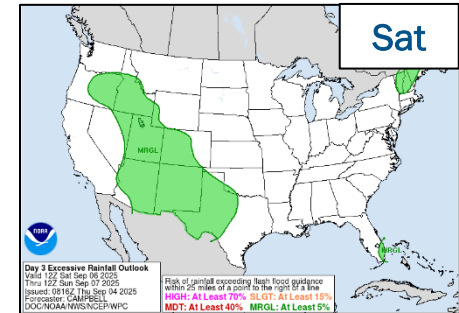 Sat
MRGL
MRGL
NOAA
Day 3 Excessive Rainfall Outlook
Valid 12Z Sat Sep 06 2025
Thru 12Z Sun Sep 07 2025
Issued: 0816Z Thu Sep 04 2025
Forecaster: CAMPBELL
DOC/NOAA/NWS/NCEP/WPC
Risk of rainfall exceeding flash flood guidance
within 25 miles of a point to the right of a line
HIGH: At Least 70% SLGT: At Least 15%
MDT: At Least 40% MRGL: At Least 5%